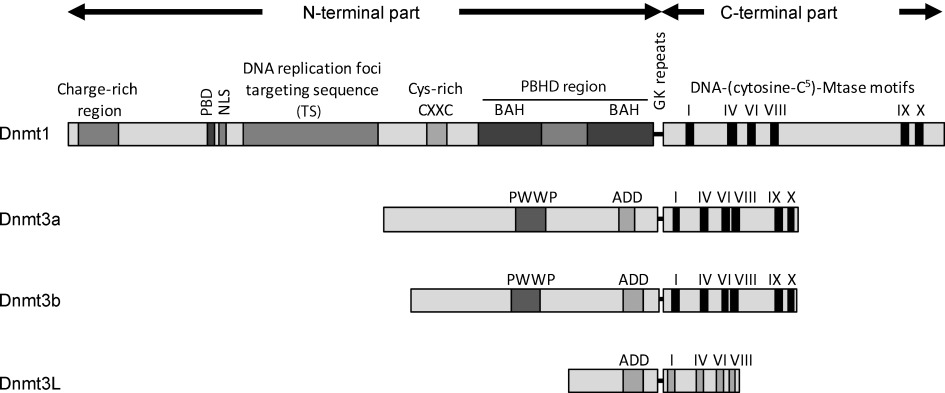 N-terminal part
C-terminal part
Charge-rich
region
PBD
NLS
DNA replication foci
targeting sequence
(TS)
Cys-rich
CXXC
PBHD region
BAH
BAH
GK repeats
DNA-(cytosine-C⁵)-Mtase motifs
I IV VI VIII IX X
Dnmt1
PWWP ADD I IV VI VIII IX X
Dnmt3a
PWWP ADD I IV VI VIII IX X
Dnmt3b
ADD I IV VI VIII
Dnmt3L